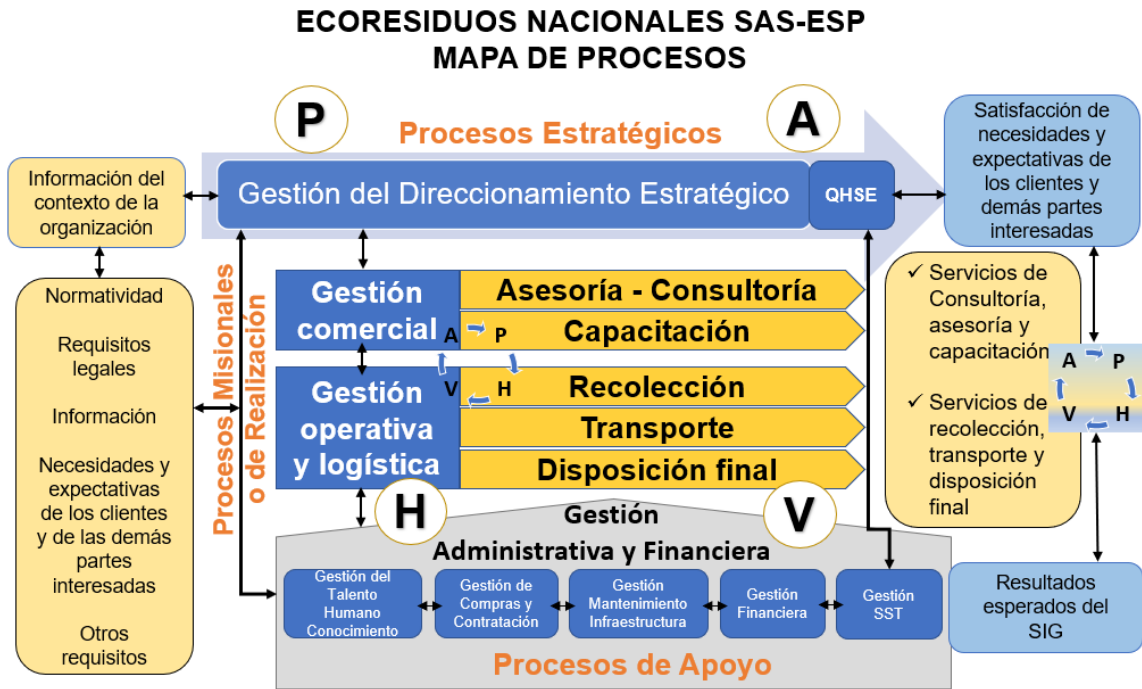 ECORESIDUOS NACIONALES SAS-ESP
MAPA DE PROCESOS
P
A
Procesos Estratégicos
Información del
contexto de la
organización
Gestión del Direccionamiento Estratégico
QHSE
Satisfacción de
necesidades y
expectativas de
los clientes y
demás partes
interesadas
Normatividad
Requisitos
legales
Información
Necesidades y
expectativas
de los clientes
y de las demás
partes
interesadas
Otros
requisitos
Procesos Misionales
o de Realización
Gestión
comercial
Asesoría - Consultoría
Capacitación
A P
V H
Gestión
operativa
y logística
Recolección
Transporte
Disposición final
✓ Servicios de
Consultoría,
asesoría y
capacitación
✓ Servicios de
recolección,
transporte y
disposición
final
A P
V H
H
V
Gestión
Administrativa y Financiera
Gestión del
Talento
Humano
Conocimiento
Gestión de
Compras y
Contratación
Gestión
Mantenimiento
Infraestructura
Gestión
Financiera
Gestión
SST
Procesos de Apoyo
Resultados
esperados del
SIG